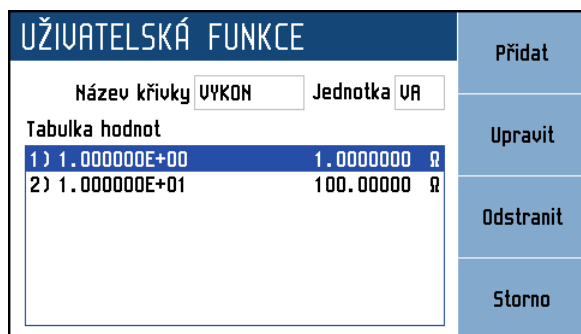 UŽIVATELSKÁ FUNKCE
Název křivky VYKON Jednotka VA
Tabulka hodnot
1) 1.000000E+00 1.0000000 Ω
2) 1.000000E+01 100.00000 Ω
Přidat
Upravit
Odstranit
Storno